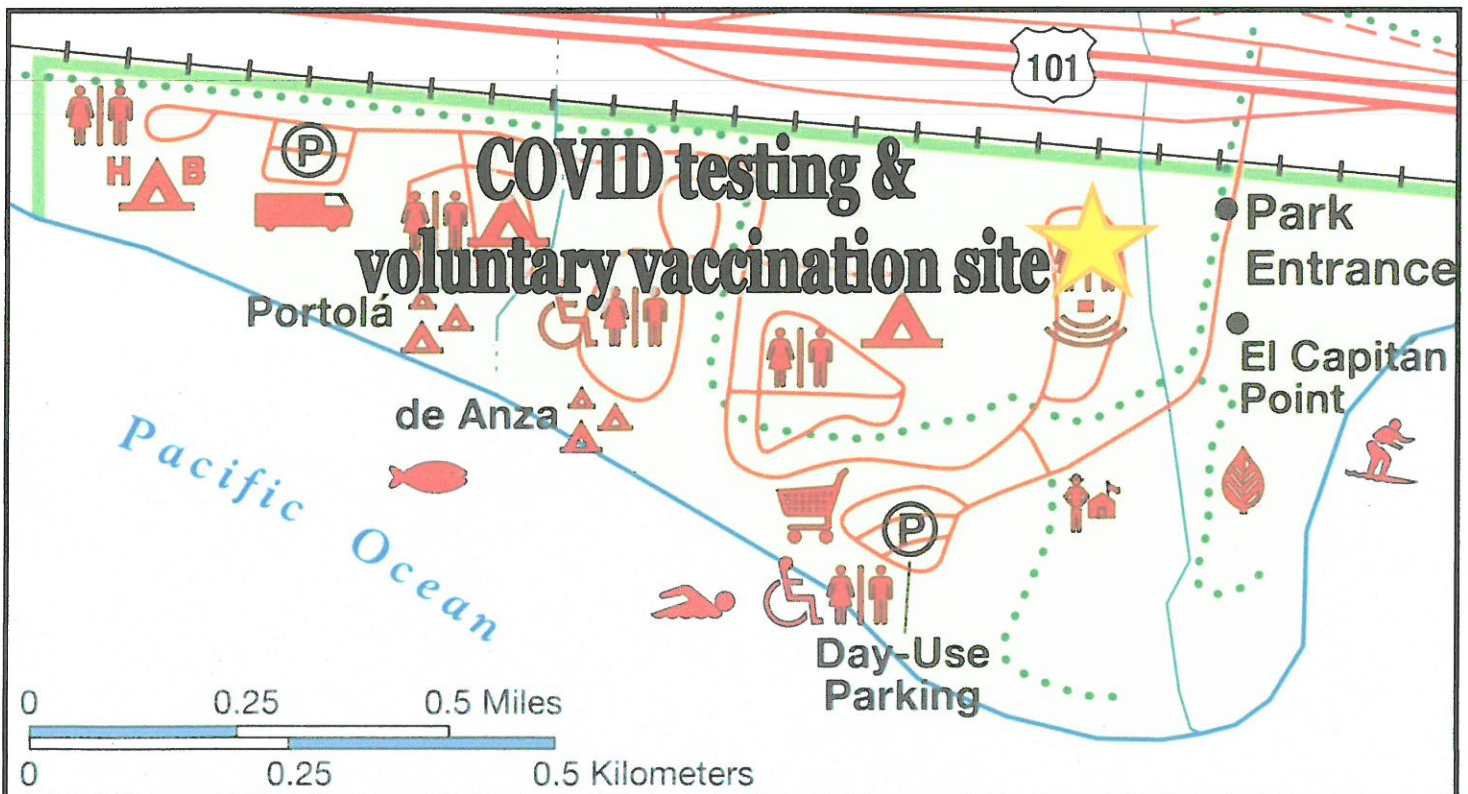 101
H B
P
COVID testing &
voluntary vaccination site
Park
Entrance
Portolá
El Capitan
Point
de Anza
Pacific Ocean
P
Day-Use
Parking
0 0.25 0.5 Miles
0 0.25 0.5 Kilometers